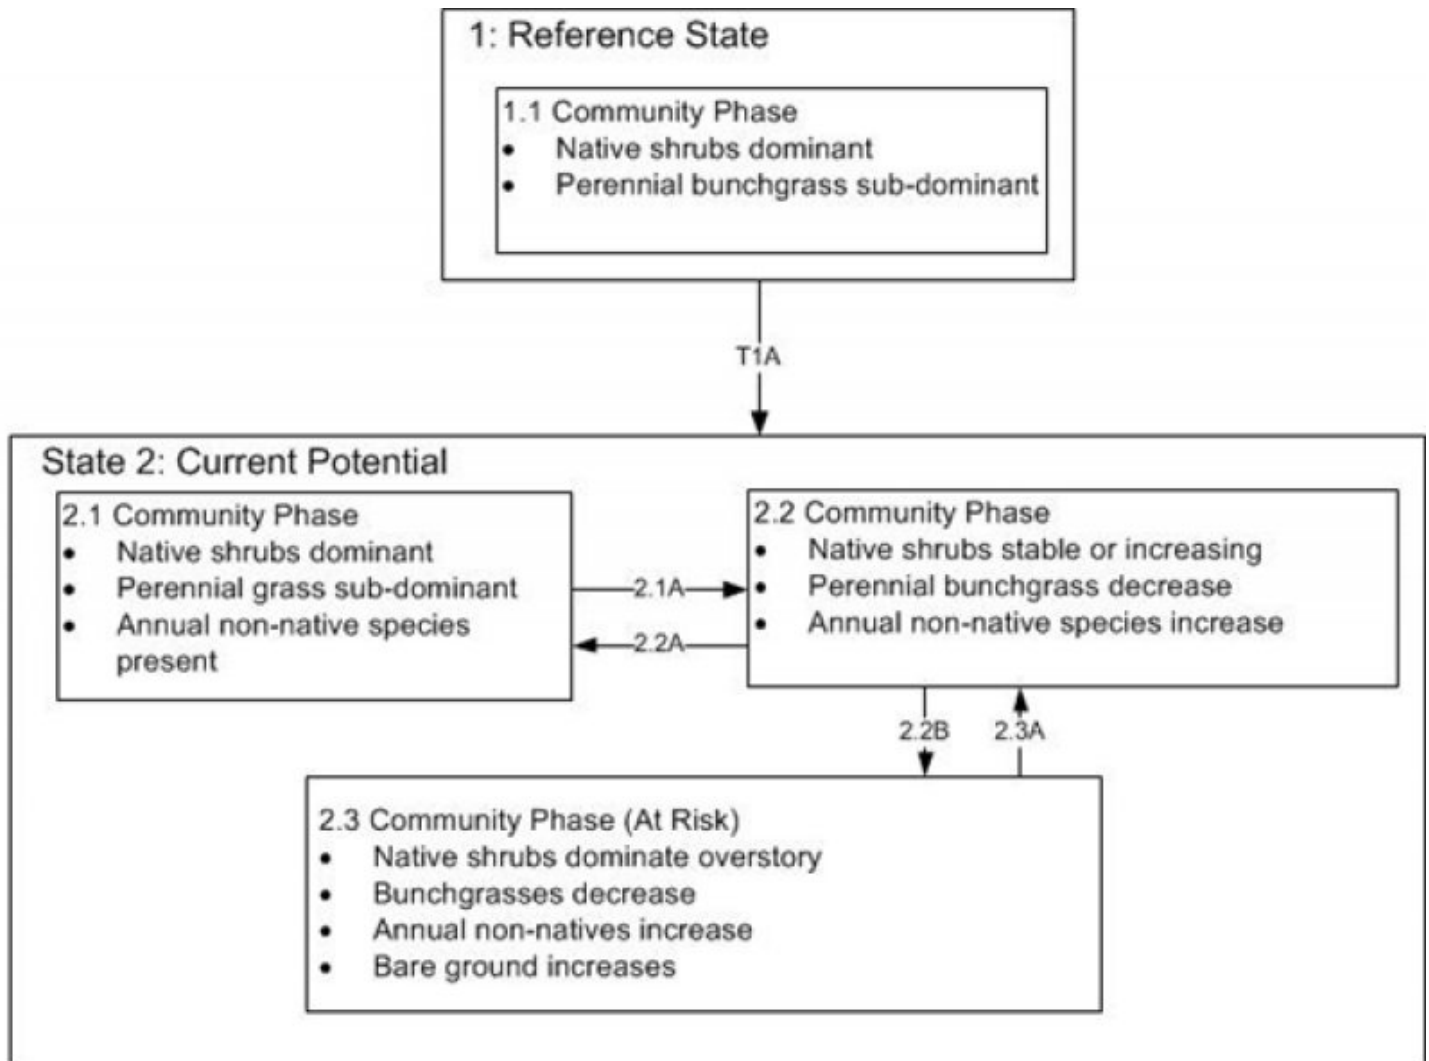 1: Reference State
1.1 Community Phase
• Native shrubs dominant
• Perennial bunchgrass sub-dominant
T1A
State 2: Current Potential
2.1 Community Phase
• Native shrubs dominant
• Perennial grass sub-dominant
• Annual non-native species
present
2.1A
2.2A
2.2 Community Phase
• Native shrubs stable or increasing
• Perennial bunchgrass decrease
• Annual non-native species increase
2.2B
2.3A
2.3 Community Phase (At Risk)
• Native shrubs dominate overstory
• Bunchgrasses decrease
• Annual non-natives increase
• Bare ground increases